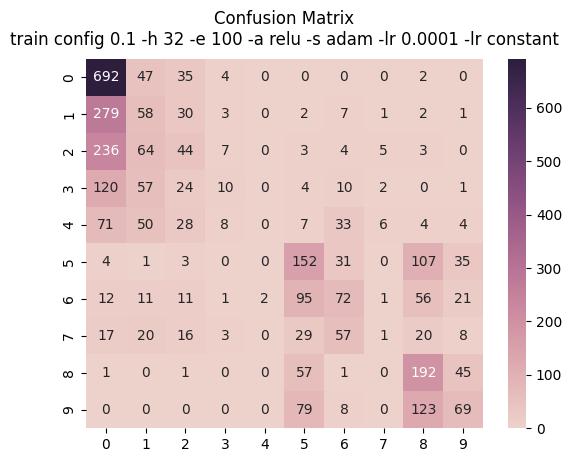 Confusion Matrix
train config 0.1 -h 32 -e 100 -a relu -s adam -lr 0.0001 -lr constant
0 692 47 35 4 0 0 0 0 2 0
1 279 58 30 3 0 2 7 1 2 1
2 236 64 44 7 0 3 4 5 3 0
3 120 57 24 10 0 4 10 2 0 1
4 71 50 28 8 0 7 33 6 4 4
5 4 1 3 0 0 152 31 0 107 35
6 12 11 11 1 2 95 72 1 56 21
7 17 20 16 3 0 29 57 1 20 8
8 1 0 1 0 0 57 1 0 192 45
9 0 0 0 0 0 79 8 0 123 69
0 1 2 3 4 5 6 7 8 9
600
500
400
300
200
100
0